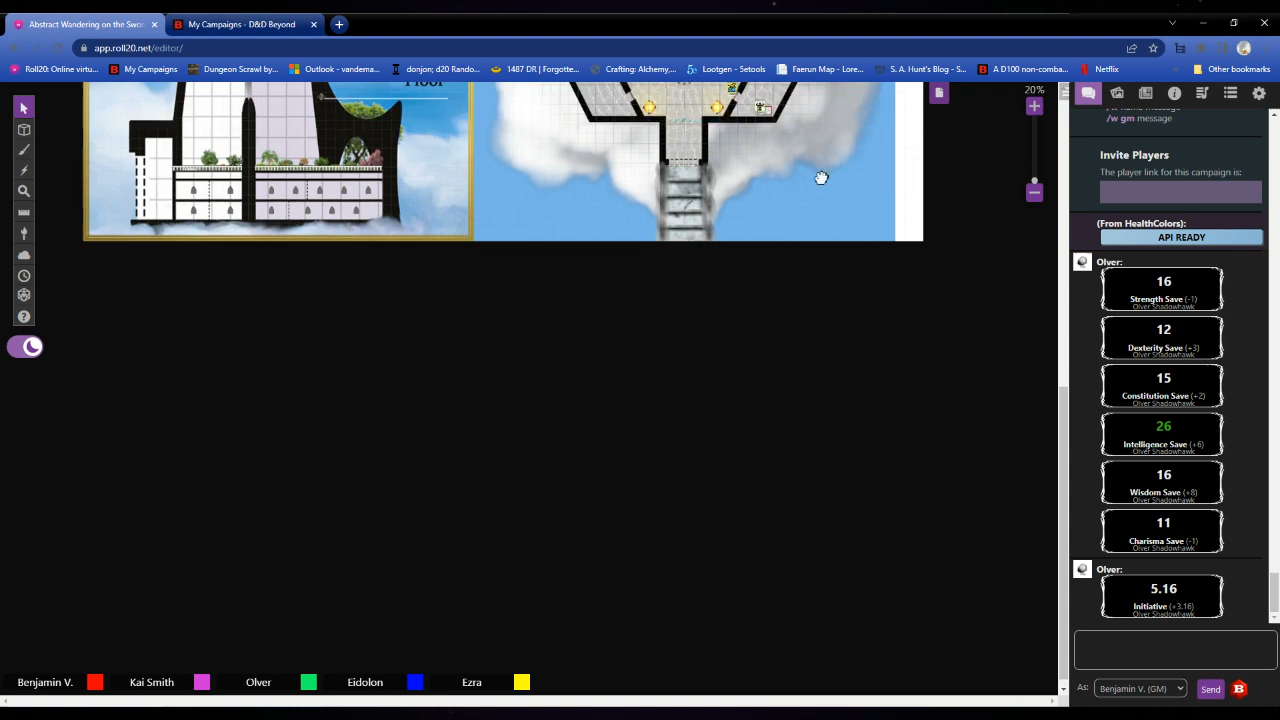 Abstract Wandering on the Swor
My Campaigns - D&D Beyond
app.roll20.net/editor/
Roll20: Online virtu...
My Campaigns
Dungeon Scrawl by...
Outlook - vandema...
donjon; d20 Rando...
1487 DR | Forgotte...
Crafting: Alchemy,...
Lootgen - 5etools
Faerun Map - Lore...
S. A. Hunt's Blog - S...
A D100 non-comba...
Netflix
Other bookmarks
Floor
20%
/w gm message
Invite Players
The player link for this campaign is:
(From HealthColors):
API READY
Olver:
16
Strength Save (-1)
Olver Shadowhawk
12
Dexterity Save (+3)
Olver Shadowhawk
15
Constitution Save (+2)
Olver Shadowhawk
26
Intelligence Save (+6)
Olver Shadowhawk
16
Wisdom Save (+8)
Olver Shadowhawk
11
Charisma Save (-1)
Olver Shadowhawk
Olver:
5.16
Initiative (+3.16)
Olver Shadowhawk
Benjamin V.
Kai Smith
Olver
Eidolon
Ezra
As:
Benjamin V. (GM)
Send